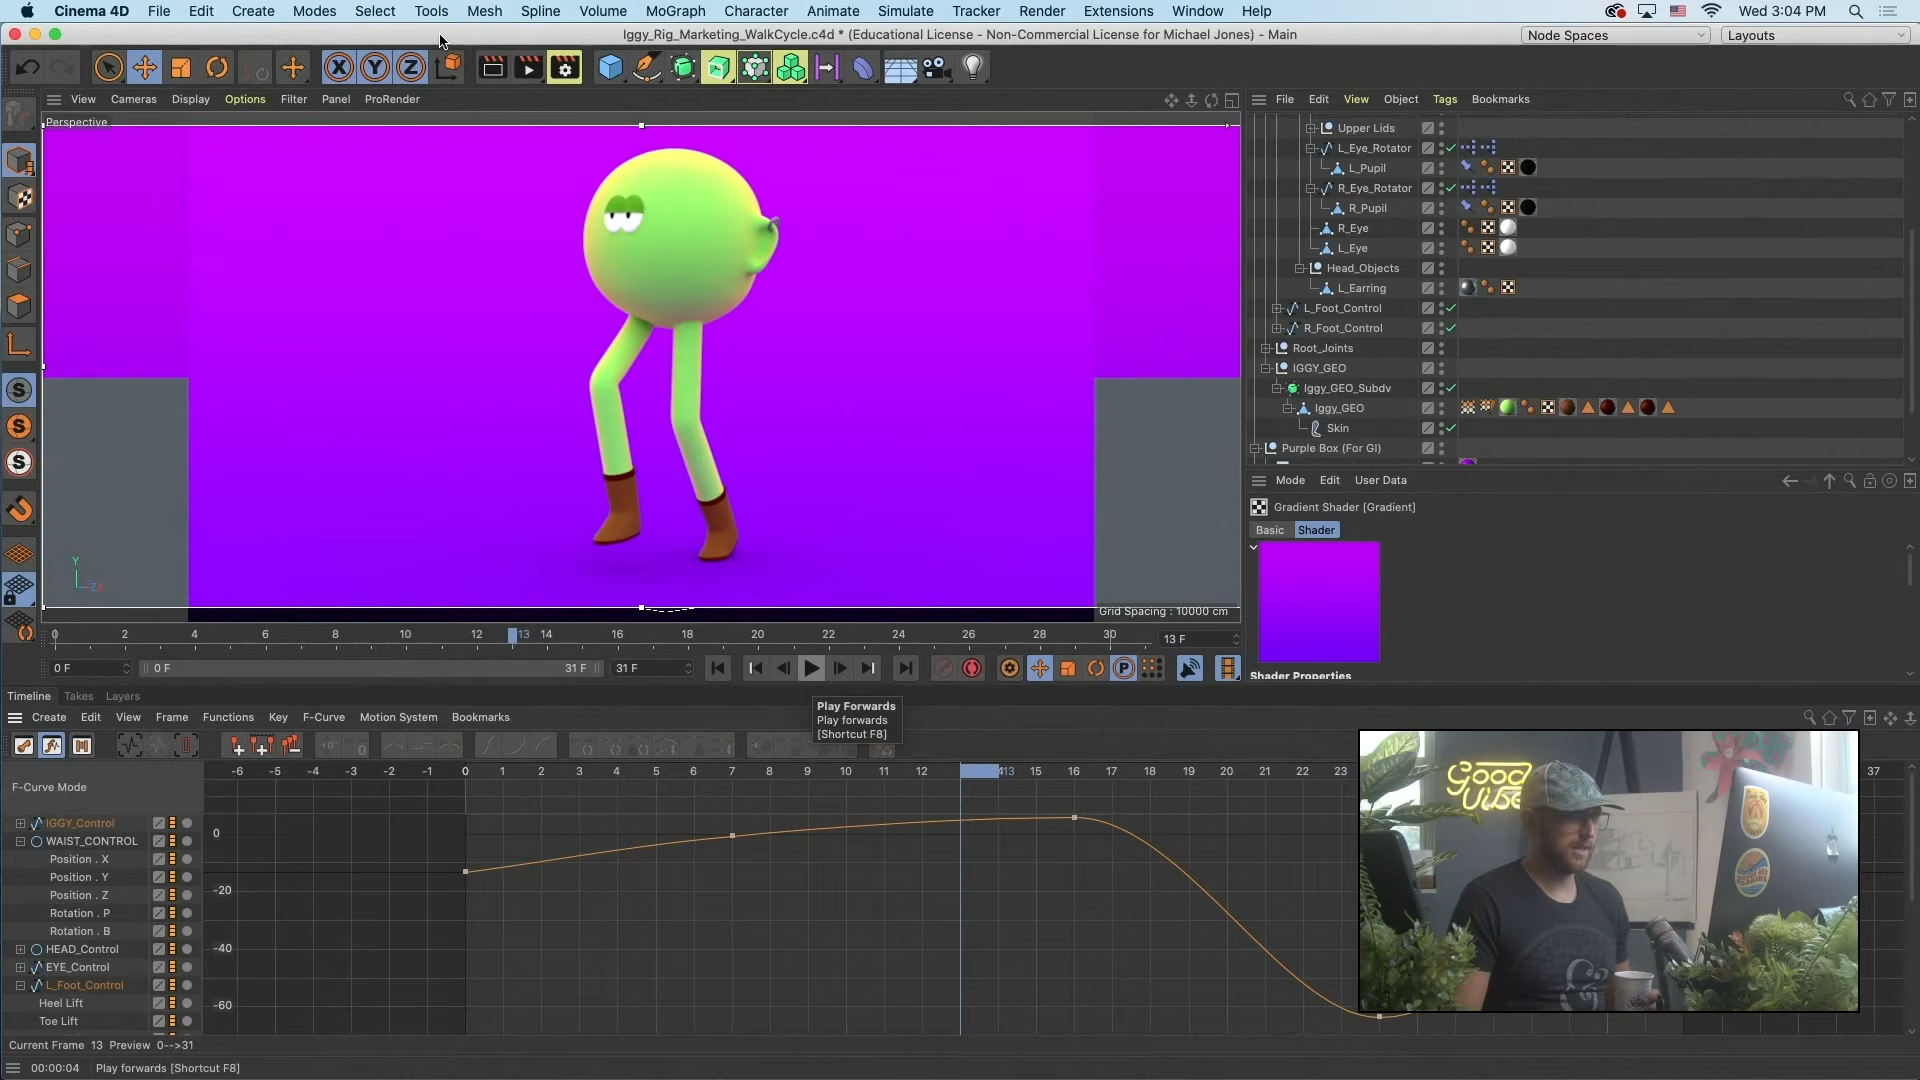 Cinema 4D File Edit Create Modes Select Tools Mesh Spline Volume MoGraph Character Animate Simulate Tracker Render Extensions Window Help Wed 3:04 PM
Iggy_Rig_Marketing_WalkCycle.c4d * (Educational License - Non-Commercial License for Michael Jones) - Main
Node Spaces Layouts
X Y Z
View Cameras Display Options Filter Panel ProRender
File Edit View Object Tags Bookmarks
Perspective
Upper Lids
L_Eye_Rotator
L_Pupil
R_Eye_Rotator
R_Pupil
R_Eye
L_Eye
Head_Objects
L_Earring
L_Foot_Control
R_Foot_Control
Root_Joints
IGGY_GEO
Iggy_GEO_Subdv
Iggy_GEO
Skin
Purple Box (For GI)
Mode Edit User Data
Gradient Shader [Gradient]
Basic Shader
Shader Properties
Y
Grid Spacing : 10000 cm
0 2 4 6 8 10 12 13 14 16 18 20 22 24 26 28 30 13 F
0 F 0 F 31 F 31 F
Play Forwards
Play forwards
[Shortcut F8]
Timeline Takes Layers
Create Edit View Frame Functions Key F-Curve Motion System Bookmarks
F-Curve Mode
-6 -5 -4 -3 -2 -1 0 1 2 3 4 5 6 7 8 9 10 11 12 13 15 16 17 18 19 20 21 22 23 37
IGGY_Control
WAIST_CONTROL
Position . X
Position . Y
Position . Z
Rotation . P
Rotation . B
HEAD_Control
EYE_Control
L_Foot_Control
Heel Lift
Toe Lift
0
-20
-40
-60
Good
Vibes
Current Frame 13 Preview 0-->31
00:00:04 Play forwards [Shortcut F8]